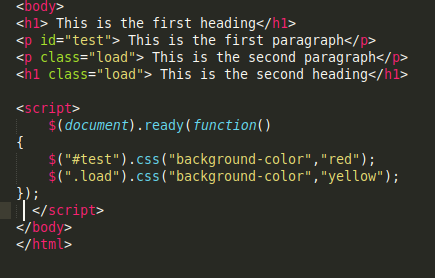 <body>
<h1> This is the first heading</h1>
<p id="test"> This is the first paragraph</p>
<p class="load"> This is the second paragraph</p>
<h1 class="load"> This is the second heading</h1>
<script>
$(document).ready(function()
{
$("#test").css("background-color","red");
$(".load").css("background-color","yellow");
});
</script>
</body>
</html>